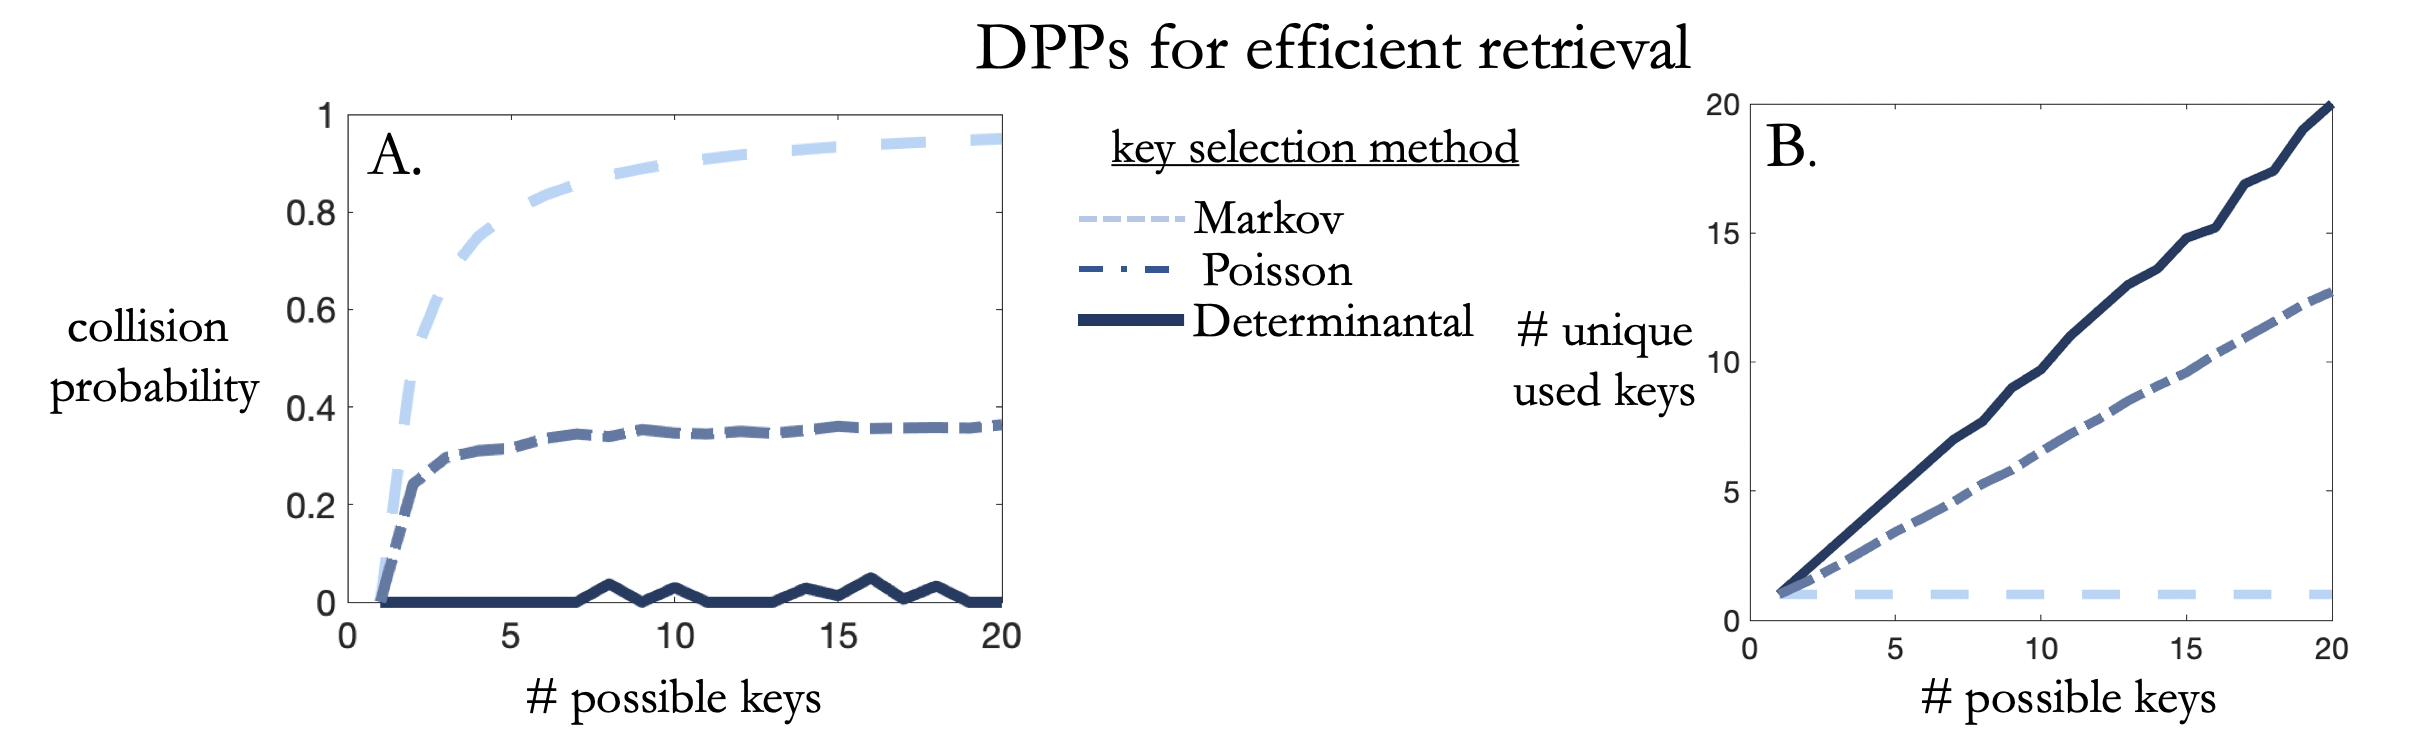 DPPs for efficient retrieval
A.
collision
probability
1
0.8
0.6
0.4
0.2
0
0 5 10 15 20
# possible keys
key selection method
Markov
Poisson
Determinantal
B.
# unique
used keys
20
15
10
5
0
0 5 10 15 20
# possible keys